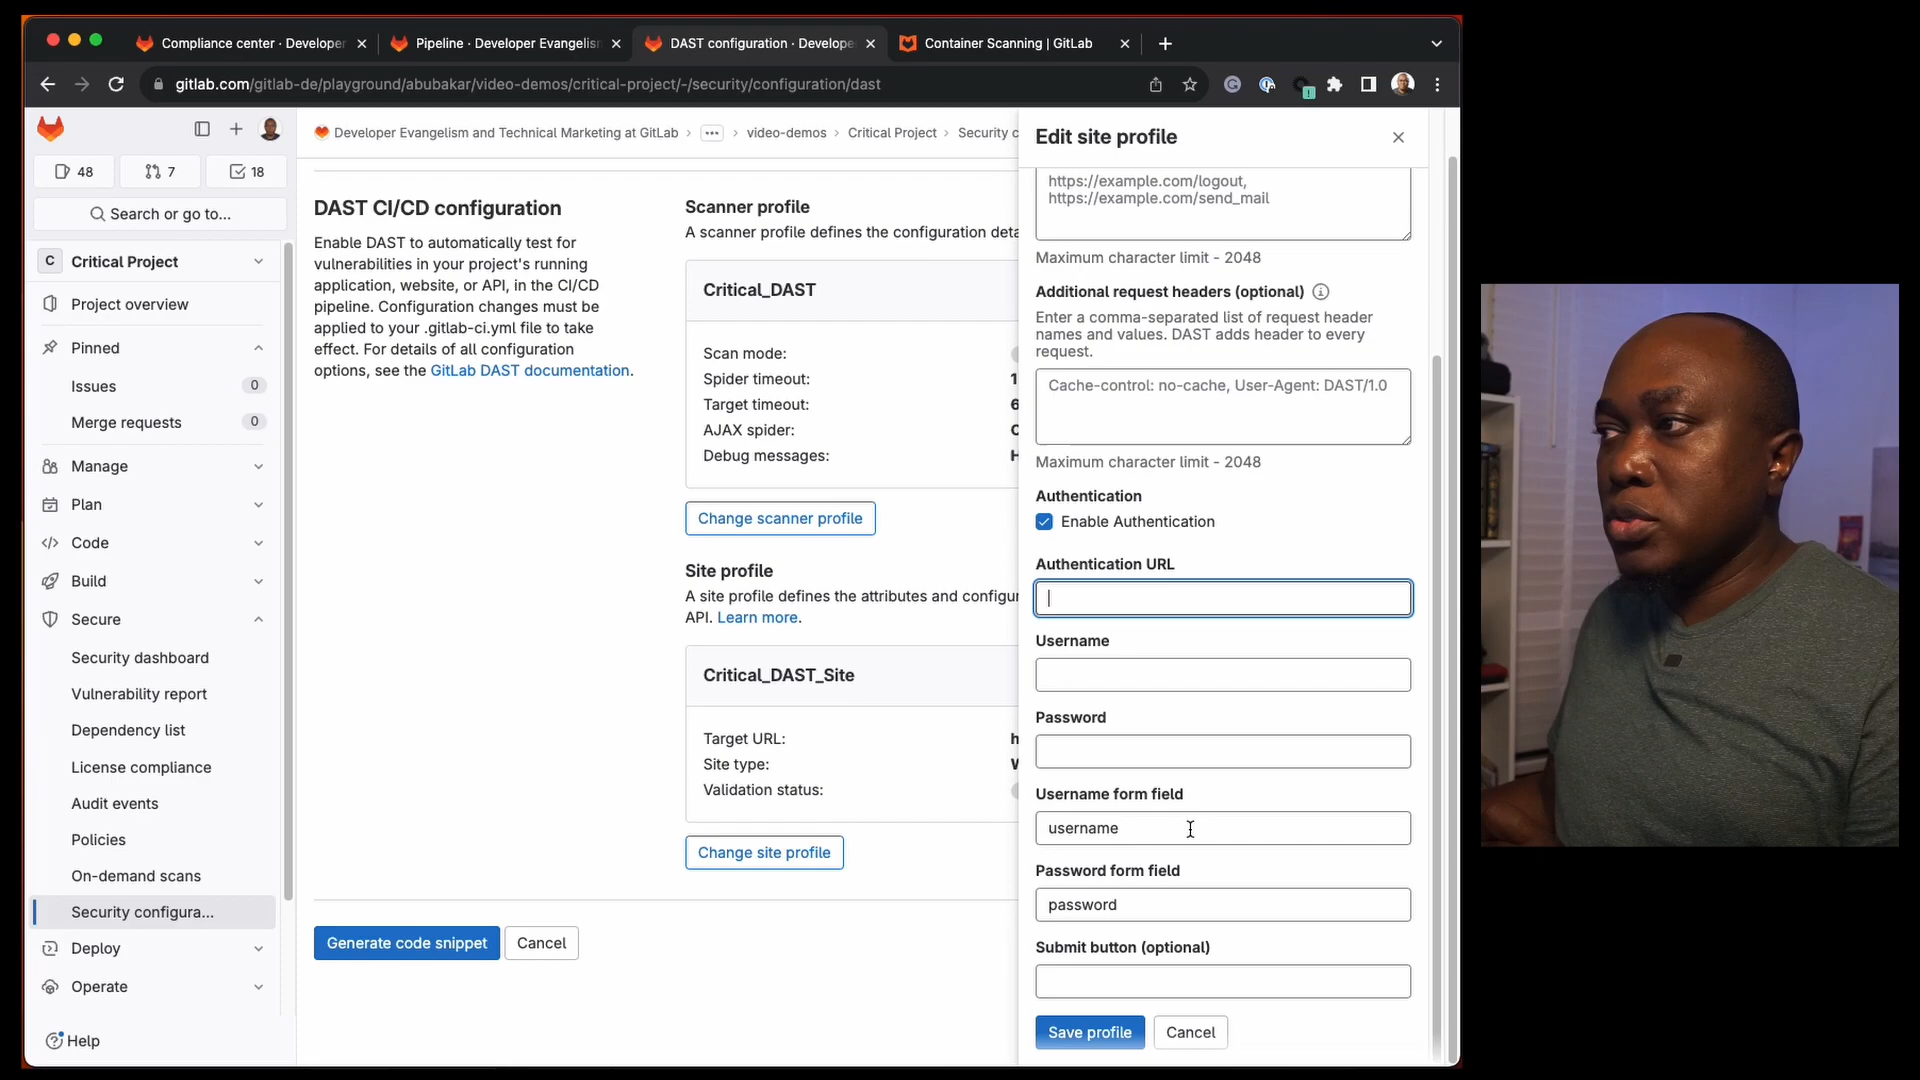 Compliance center · Developer
Pipeline · Developer Evangelism
DAST configuration · Develope
Container Scanning | GitLab
gitlab.com/gitlab-de/playground/abubakar/video-demos/critical-project/-/security/configuration/dast
48
7
18
Search or go to...
C Critical Project
Project overview
Pinned
Issues 0
Merge requests 0
Manage
Plan
Code
Build
Secure
Security dashboard
Vulnerability report
Dependency list
License compliance
Audit events
Policies
On-demand scans
Security configura...
Deploy
Operate
Help
Developer Evangelism and Technical Marketing at GitLab › ... › video-demos › Critical Project › Security c
DAST CI/CD configuration
Enable DAST to automatically test for
vulnerabilities in your project's running
application, website, or API, in the CI/CD
pipeline. Configuration changes must be
applied to your .gitlab-ci.yml file to take
effect. For details of all configuration
options, see the GitLab DAST documentation.
Scanner profile
A scanner profile defines the configuration deta
Critical_DAST
Scan mode:
Spider timeout: 1
Target timeout: 6
AJAX spider:
Debug messages: H
Change scanner profile
Site profile
A site profile defines the attributes and configur
API. Learn more.
Critical_DAST_Site
Target URL: h
Site type: W
Validation status:
Change site profile
Generate code snippet
Cancel
Edit site profile
https://example.com/logout,
https://example.com/send_mail
Maximum character limit - 2048
Additional request headers (optional)
Enter a comma-separated list of request header
names and values. DAST adds header to every
request.
Cache-control: no-cache, User-Agent: DAST/1.0
Maximum character limit - 2048
Authentication
Enable Authentication
Authentication URL
Username
Password
Username form field
username
Password form field
password
Submit button (optional)
Save profile
Cancel